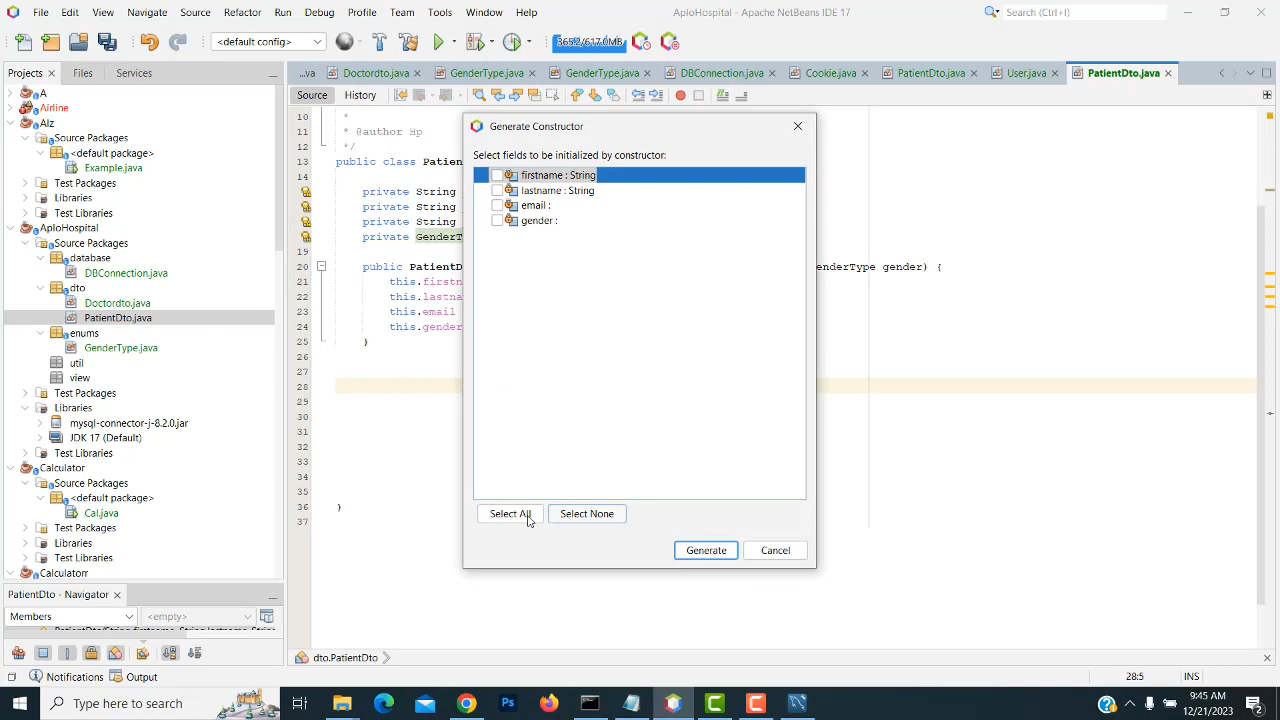 File Edit View Navigate Source Refactor Run Debug Profile Team Tools Window Help
AploHospital - Apache NetBeans IDE 17
Search (Ctrl+I)
<default config>
365.2/617.0MB
Projects Files Services
...va Doctordto.java GenderType.java GenderType.java DBConnection.java Cookie.java PatientDto.java User.java PatientDto.java
Source History
A
Airline
Alz
Source Packages
<default package>
Example.java
Test Packages
Libraries
Test Libraries
AploHospital
Source Packages
database
DBConnection.java
dto
Doctordto.java
PatientDto.java
enums
GenderType.java
util
view
Test Packages
Libraries
mysql-connector-j-8.2.0.jar
JDK 17 (Default)
Test Libraries
Calculator
Source Packages
<default package>
Cal.java
Test Packages
Libraries
Test Libraries
Calculatorr
PatientDto - Navigator
Members <empty>
10 *
11 * @author Hp
12 */
13 public class Patien
private String
private String
private String
private GenderT
19
20 public PatientD enderType gender) {
21 this.firstn
22 this.lastna
23 this.email
24 this.gender
25 }
26
27
28
29
30
31
32
33
34
35
36 }
37
Generate Constructor
Select fields to be initialized by constructor:
firstname : String
lastname : String
email :
gender :
Select All Select None
Generate Cancel
dto.PatientDto
Notifications Output
28:5 INS
Type here to search
9:45 AM
12/21/2023
2